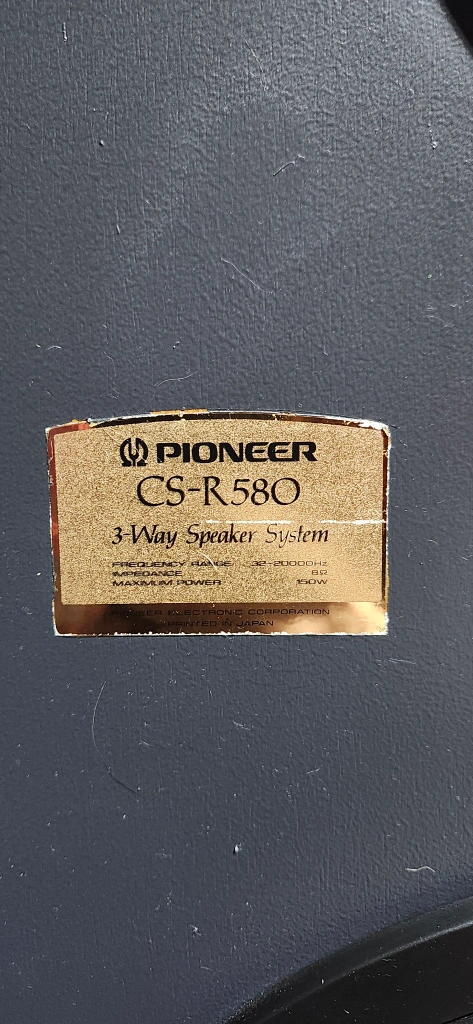 PIONEER
CS-R580
3-Way Speaker System
FREQUENCY RANGE 32-20000Hz
IMPEDANCE 8Ω
MAXIMUM POWER 150W
PIONEER ELECTRONIC CORPORATION
PRINTED IN JAPAN